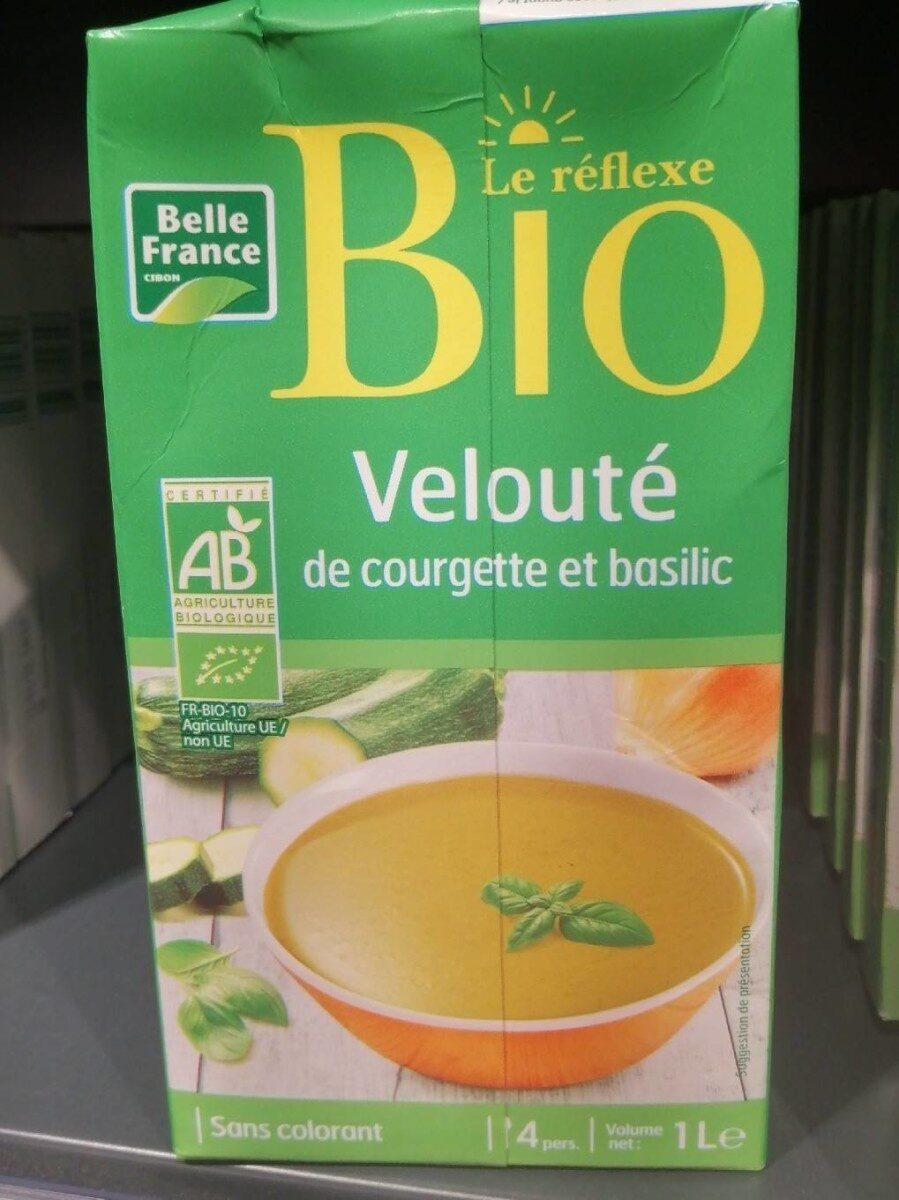 Le réflexe
Bio
Belle
France
CIBON
Velouté
de courgette et basilic
CERTIFIÉ
AB
AGRICULTURE
BIOLOGIQUE
FR-BIO-10
Agriculture UE /
non UE
Suggestion de présentation
Sans colorant
4 pers.
Volume
net : 1 L e